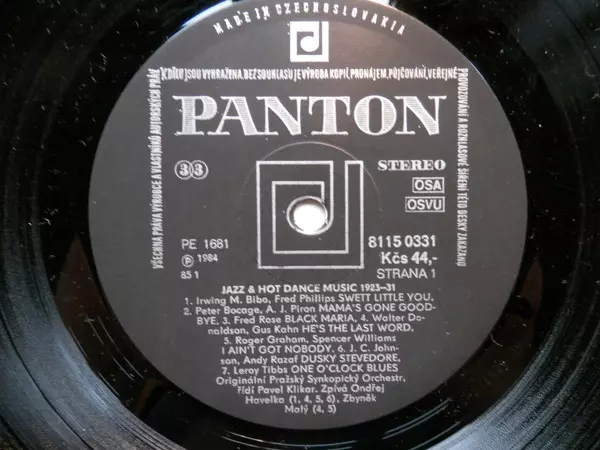 MADE IN CZECHOSLOVAKIA
VŠECHNA PRÁVA VÝROBCE A VLASTNÍKŮ AUTORSKÝCH PRÁV K DÍLU JSOU VYHRAŽENA. BEZ SOUHLASU JE VÝROBA KOPIÍ, PRONÁJEM, PŮJČOVÁNÍ, VEŘEJNÉ PROVOZOVÁNÍ A ROZHLASOVÉ ŠÍŘENÍ TÉTO DESKY ZAKÁZÁNO
PANTON
33
STEREO
OSA
OSVU
PE 1681
8115 0331
Ⓟ 1984
Kčs 44,-
85 1
STRANA 1
JAZZ & HOT DANCE MUSIC 1923–31
1. Irwing M. Bibo, Fred Phillips SWETT LITTLE YOU,
2. Peter Bocage, A. J. Piron MAMA'S GONE GOOD-
BYE, 3. Fred Rose BLACK MARIA, 4. Walter Do-
naldson, Gus Kahn HE'S THE LAST WORD,
5. Roger Graham, Spencer Williams
I AIN'T GOT NOBODY, 6. J. C. John-
son, Andy Razaf DUSKY STEVEDORE,
7. Leroy Tibbs ONE O'CLOCK BLUES
Originální Pražský Synkopický Orchestr,
Řídí Pavel Klikar. Zpívá Ondřej
Havelka (1, 4, 5, 6), Zbyněk
Malý (4, 5)